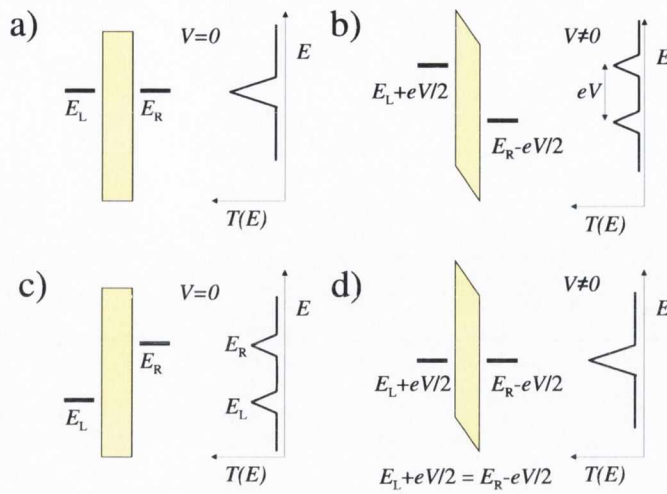 a)
V=0
E
E_L
E_R
T(E)
b)
V≠0
E
E_L+eV/2
eV
E_R-eV/2
T(E)
c)
V=0
E
E_R
E_R
E_L
E_L
T(E)
d)
V≠0
E
E_L+eV/2
E_R-eV/2
T(E)
E_L+eV/2 = E_R-eV/2